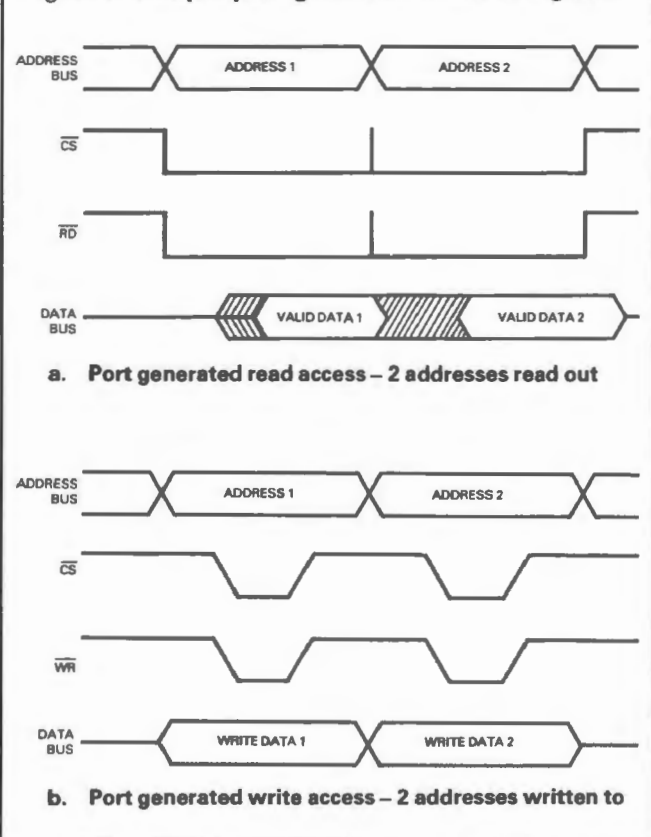 ADDRESS
BUS
ADDRESS 1
ADDRESS 2
CS
RD
DATA
BUS
VALID DATA 1
VALID DATA 2
a. Port generated read access – 2 addresses read out
ADDRESS
BUS
ADDRESS 1
ADDRESS 2
CS
WR
DATA
BUS
WRITE DATA 1
WRITE DATA 2
b. Port generated write access – 2 addresses written to